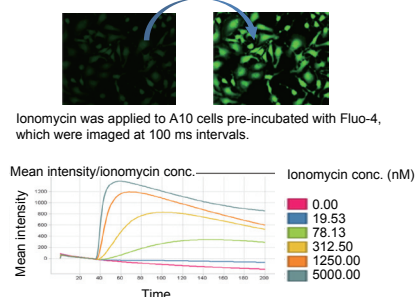 Ionomycin was applied to A10 cells pre-incubated with Fluo-4,
which were imaged at 100 ms intervals.
Mean intensity/ionomycin conc.
Ionomycin conc. (nM)
Mean intensity
1200
1000
800
600
400
200
0
20 40 60 80 100 120 140 160 180 200
Time
0.00
19.53
78.13
312.50
1250.00
5000.00